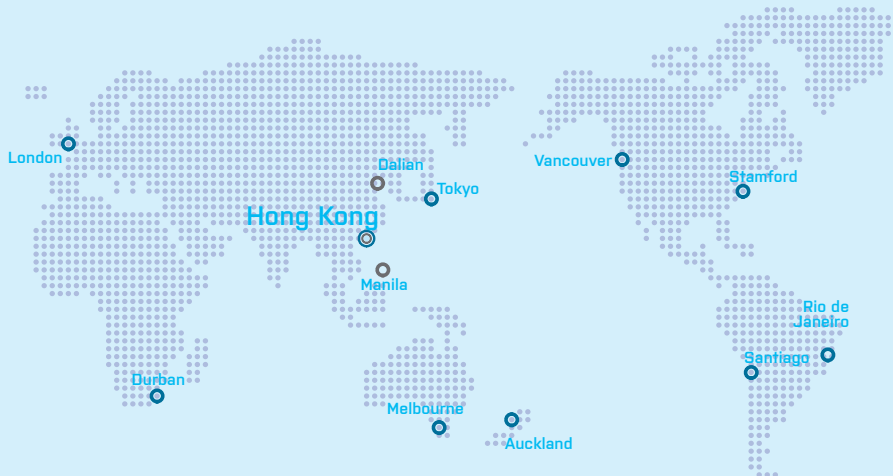 London
Dalian
Tokyo
Hong Kong
Manila
Vancouver
Stamford
Rio de
Janeiro
Santiago
Durban
Melbourne
Auckland